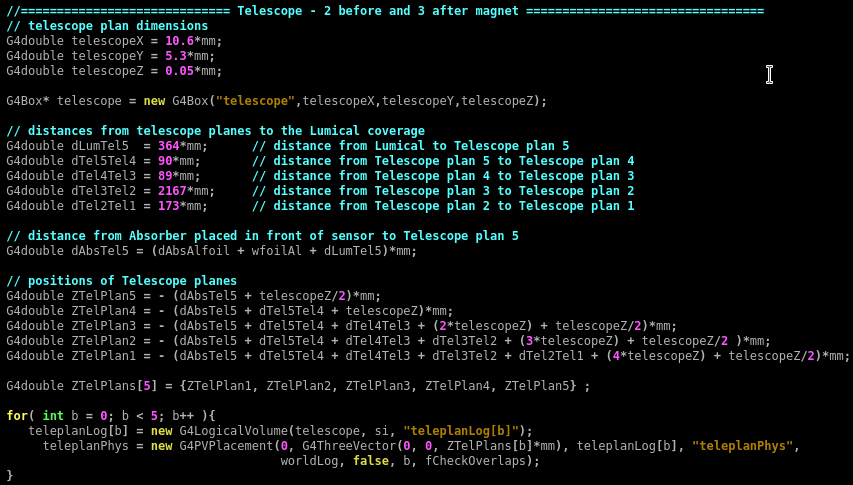 //============================= Telescope - 2 before and 3 after magnet =================================
// telescope plan dimensions
G4double telescopeX = 10.6*mm;
G4double telescopeY = 5.3*mm;
G4double telescopeZ = 0.05*mm;
G4Box* telescope = new G4Box("telescope",telescopeX,telescopeY,telescopeZ);
// distances from telescope planes to the Lumical coverage
G4double dLumTel5  = 364*mm;      // distance from Lumical to Telescope plan 5
G4double dTel5Tel4 = 90*mm;       // distance from Telescope plan 5 to Telescope plan 4
G4double dTel4Tel3 = 89*mm;       // distance from Telescope plan 4 to Telescope plan 3
G4double dTel3Tel2 = 2167*mm;     // distance from Telescope plan 3 to Telescope plan 2
G4double dTel2Tel1 = 173*mm;      // distance from Telescope plan 2 to Telescope plan 1
// distance from Absorber placed in front of sensor to Telescope plan 5
G4double dAbsTel5 = (dAbsAlfoil + wfoilAl + dLumTel5)*mm;
// positions of Telescope planes
G4double ZTelPlan5 = - (dAbsTel5 + telescopeZ/2)*mm;
G4double ZTelPlan4 = - (dAbsTel5 + dTel5Tel4 + telescopeZ)*mm;
G4double ZTelPlan3 = - (dAbsTel5 + dTel5Tel4 + dTel4Tel3 + (2*telescopeZ) + telescopeZ/2)*mm;
G4double ZTelPlan2 = - (dAbsTel5 + dTel5Tel4 + dTel4Tel3 + dTel3Tel2 + (3*telescopeZ) + telescopeZ/2 )*mm;
G4double ZTelPlan1 = - (dAbsTel5 + dTel5Tel4 + dTel4Tel3 + dTel3Tel2 + dTel2Tel1 + (4*telescopeZ) + telescopeZ/2)*mm;
G4double ZTelPlans[5] = {ZTelPlan1, ZTelPlan2, ZTelPlan3, ZTelPlan4, ZTelPlan5} ;
for( int b = 0; b < 5; b++ ){
   teleplanLog[b] = new G4LogicalVolume(telescope, si, "teleplanLog[b]");
     teleplanPhys = new G4PVPlacement(0, G4ThreeVector(0, 0, ZTelPlans[b]*mm), teleplanLog[b], "teleplanPhys",
                                      worldLog, false, b, fCheckOverlaps);
}